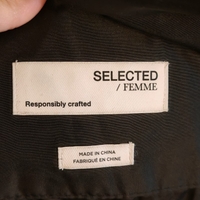 SELECTED
/ FEMME
Responsibly crafted
MADE IN CHINA
FABRIQUÉ EN CHINE